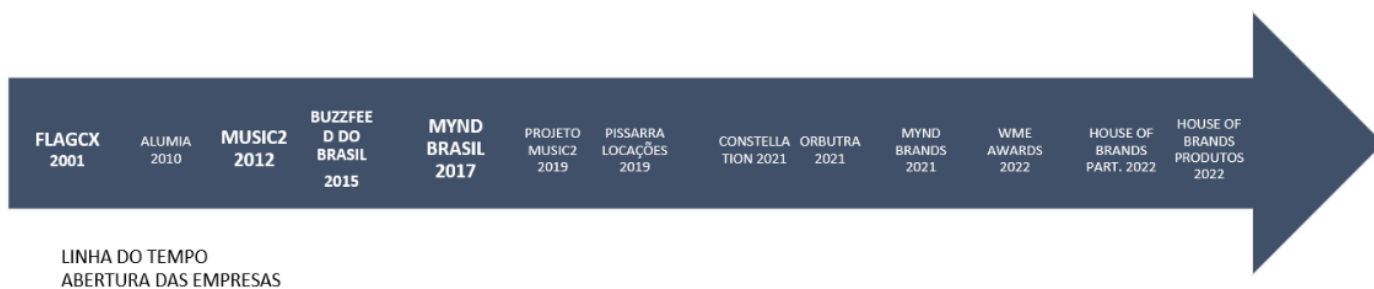 FLAGCX
2001
ALUMIA
2010
MUSIC2
2012
BUZZFEE
D DO
BRASIL
2015
MYND
BRASIL
2017
PROJETO
MUSIC2
2019
PISSARRA
LOCAÇÕES
2019
CONSTELLA
TION 2021
ORBUTRA
2021
MYND
BRANDS
2021
WME
AWARDS
2022
HOUSE OF
BRANDS
PART. 2022
HOUSE OF
BRANDS
PRODUTOS
2022
LINHA DO TEMPO
ABERTURA DAS EMPRESAS